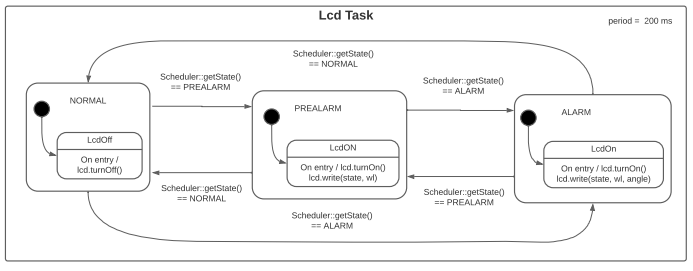 Lcd Task
period = 200 ms
Scheduler::getState()
== NORMAL
Scheduler::getState()
== PREALARM
Scheduler::getState()
== ALARM
NORMAL
LcdOff
On entry /
lcd.turnOff()
PREALARM
LcdON
On entry / lcd.turnOn()
lcd.write(state, wl)
ALARM
LcdOn
On entry / lcd.turnOn()
lcd.write(state, wl, angle)
Scheduler::getState()
== NORMAL
Scheduler::getState()
== PREALARM
Scheduler::getState()
== ALARM